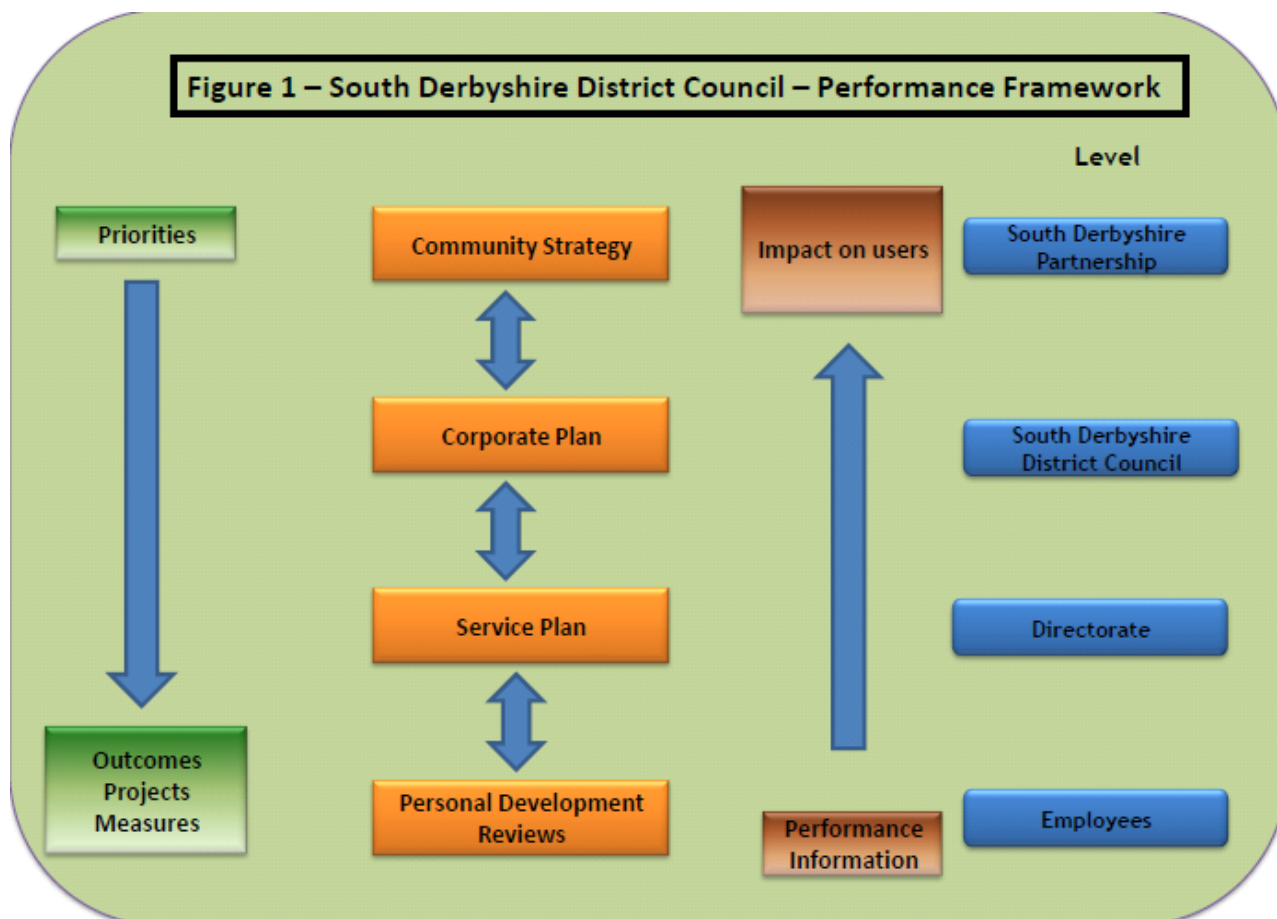 Figure 1 – South Derbyshire District Council – Performance Framework
Level
Priorities
Community Strategy
Impact on users
South Derbyshire
Partnership
Corporate Plan
South Derbyshire
District Council
Service Plan
Directorate
Outcomes
Projects
Measures
Personal Development
Reviews
Performance
Information
Employees